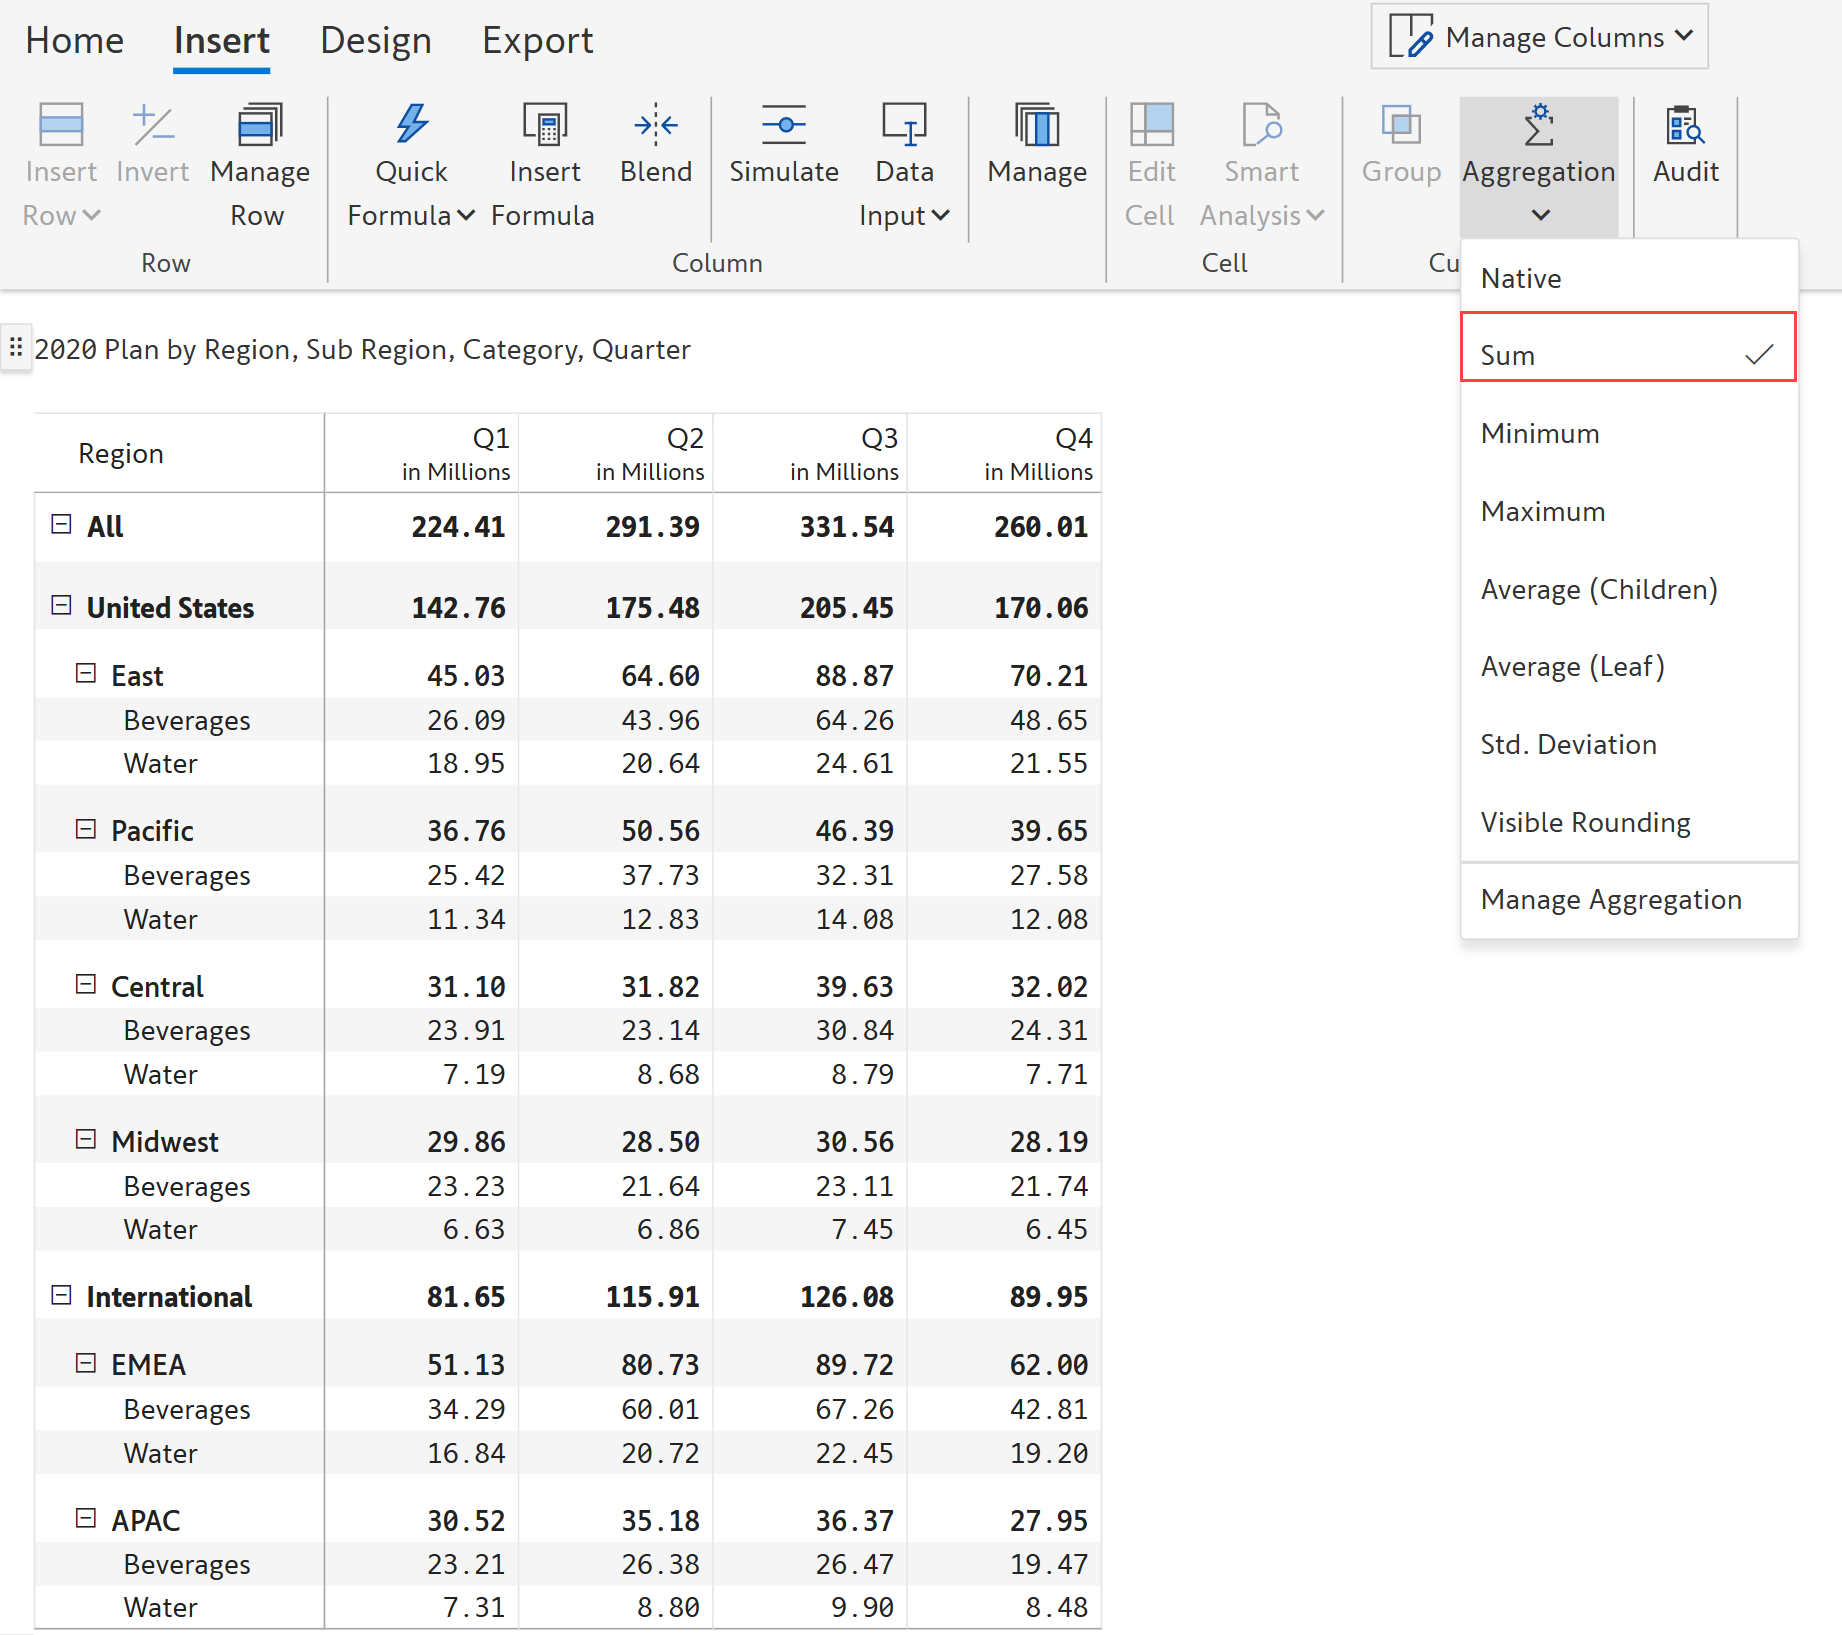 Home Insert Design Export
Manage Columns
Insert Row
Invert
Manage Row
Quick Formula
Insert Formula
Blend
Simulate
Data Input
Manage
Edit Cell
Smart Analysis
Group
Aggregation
Audit
Row
Column
Cell
Cu
Native
Sum
Minimum
Maximum
Average (Children)
Average (Leaf)
Std. Deviation
Visible Rounding
Manage Aggregation
2020 Plan by Region, Sub Region, Category, Quarter
Region Q1 in Millions Q2 in Millions Q3 in Millions Q4 in Millions
All 224.41 291.39 331.54 260.01
United States 142.76 175.48 205.45 170.06
East 45.03 64.60 88.87 70.21
Beverages 26.09 43.96 64.26 48.65
Water 18.95 20.64 24.61 21.55
Pacific 36.76 50.56 46.39 39.65
Beverages 25.42 37.73 32.31 27.58
Water 11.34 12.83 14.08 12.08
Central 31.10 31.82 39.63 32.02
Beverages 23.91 23.14 30.84 24.31
Water 7.19 8.68 8.79 7.71
Midwest 29.86 28.50 30.56 28.19
Beverages 23.23 21.64 23.11 21.74
Water 6.63 6.86 7.45 6.45
International 81.65 115.91 126.08 89.95
EMEA 51.13 80.73 89.72 62.00
Beverages 34.29 60.01 67.26 42.81
Water 16.84 20.72 22.45 19.20
APAC 30.52 35.18 36.37 27.95
Beverages 23.21 26.38 26.47 19.47
Water 7.31 8.80 9.90 8.48